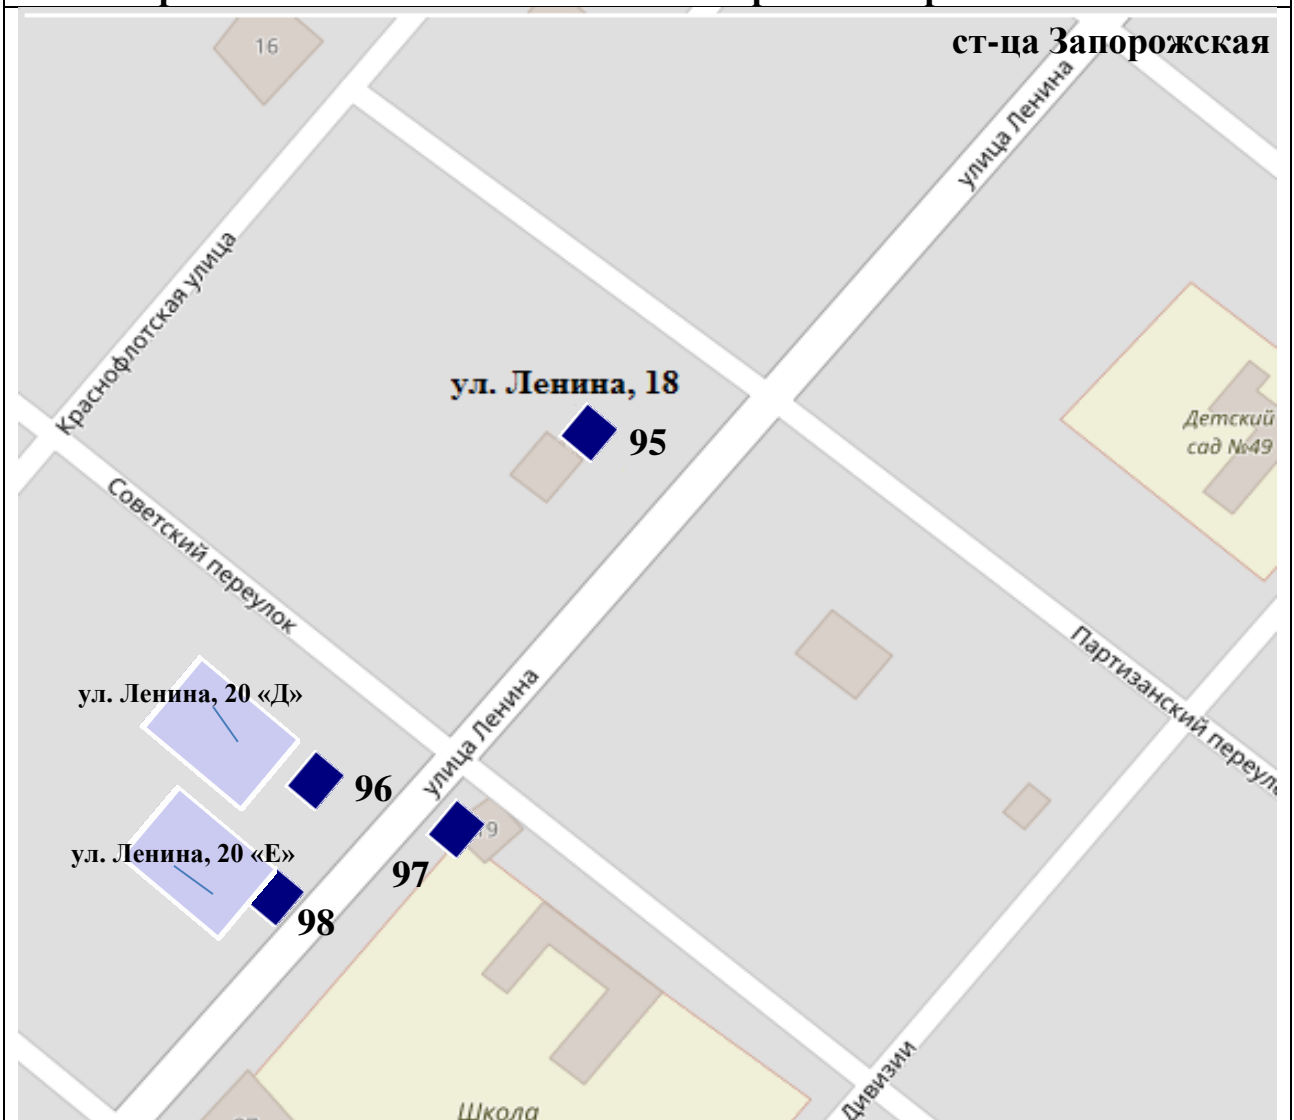 ст-ца Запорожская
16
улица Ленина
Краснофлотская улица
ул. Ленина, 18
95
Детский
сад №49
Советский переулок
Партизанский
ул. Ленина, 20 «Д»
улица Ленина
96
97
ул. Ленина, 20 «Е»
98
Дивизии
Школа